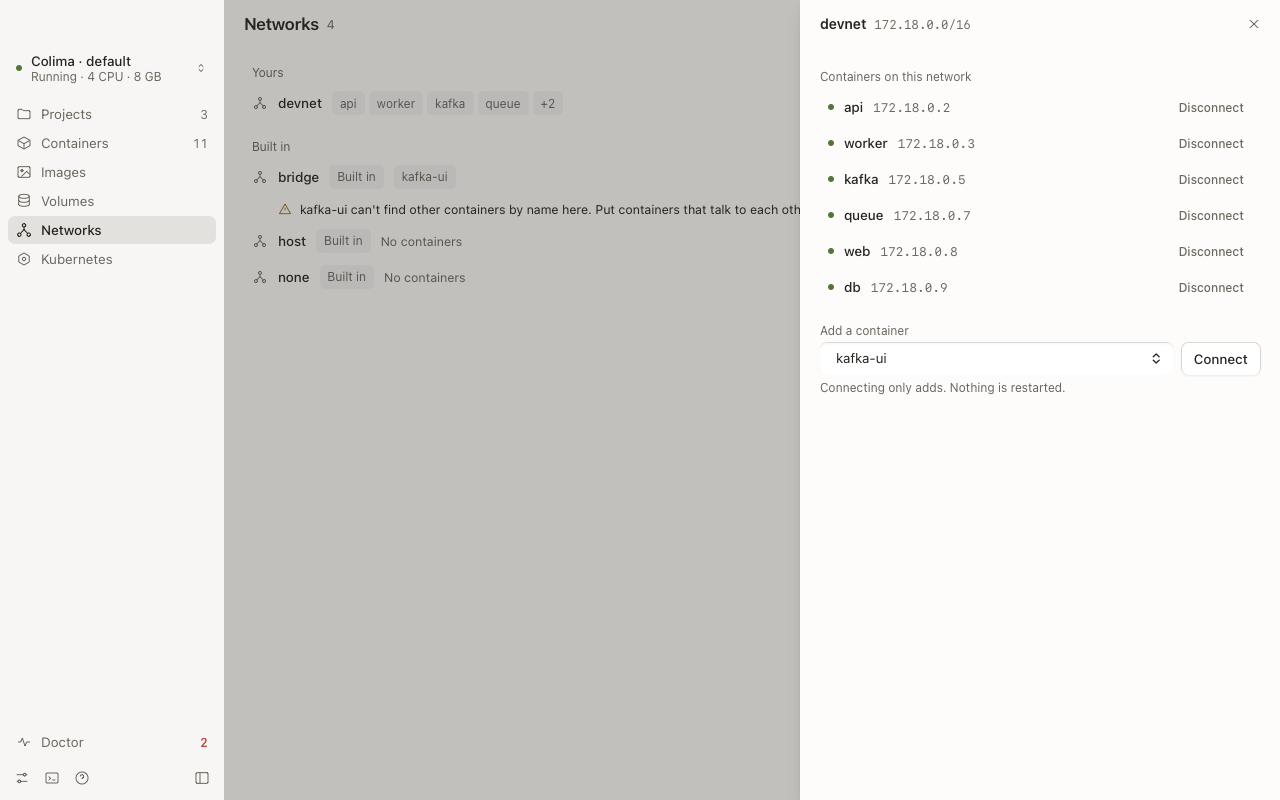 Colima · default
Running · 4 CPU · 8 GB
Projects 3
Containers 11
Images
Volumes
Networks
Kubernetes
Doctor 2
Networks 4
Yours
devnet api worker kafka queue +2
Built in
bridge Built in kafka-ui
kafka-ui can't find other containers by name here. Put containers that talk to each oth
host Built in No containers
none Built in No containers
devnet 172.18.0.0/16
Containers on this network
api 172.18.0.2 Disconnect
worker 172.18.0.3 Disconnect
kafka 172.18.0.5 Disconnect
queue 172.18.0.7 Disconnect
web 172.18.0.8 Disconnect
db 172.18.0.9 Disconnect
Add a container
kafka-ui Connect
Connecting only adds. Nothing is restarted.